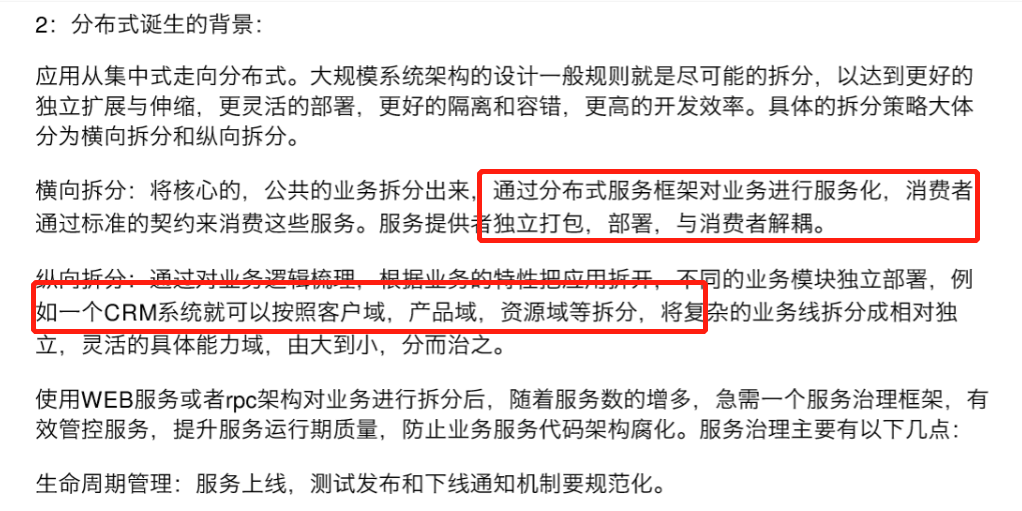 2：分布式诞生的背景：
应用从集中式走向分布式。大规模系统架构的设计一般规则就是尽可能的拆分，以达到更好的
独立扩展与伸缩，更灵活的部署，更好的隔离和容错，更高的开发效率。具体的拆分策略大体
分为横向拆分和纵向拆分。
横向拆分：将核心的，公共的业务拆分出来，通过分布式服务框架对业务进行服务化，消费者
通过标准的契约来消费这些服务。服务提供者独立打包，部署，与消费者解耦。
纵向拆分：通过对业务逻辑梳理，根据业务的特性把应用拆开，不同的业务模块独立部署，例
如一个CRM系统就可以按照客户域，产品域，资源域等拆分，将复杂的业务线拆分成相对独
立，灵活的具体能力域，由大到小，分而治之。
使用WEB服务或者rpc架构对业务进行拆分后，随着服务数的增多，急需一个服务治理框架，有
效管控服务，提升服务运行期质量，防止业务服务代码架构腐化。服务治理主要有以下几点：
生命周期管理：服务上线，测试发布和下线通知机制要规范化。